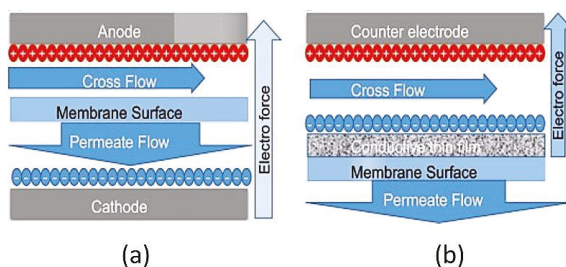 Anode
Cross Flow
Membrane Surface
Permeate Flow
Cathode
Electro force
(a)
Counter electrode
Cross Flow
Conductive thin film
Membrane Surface
Permeate Flow
Electro force
(b)